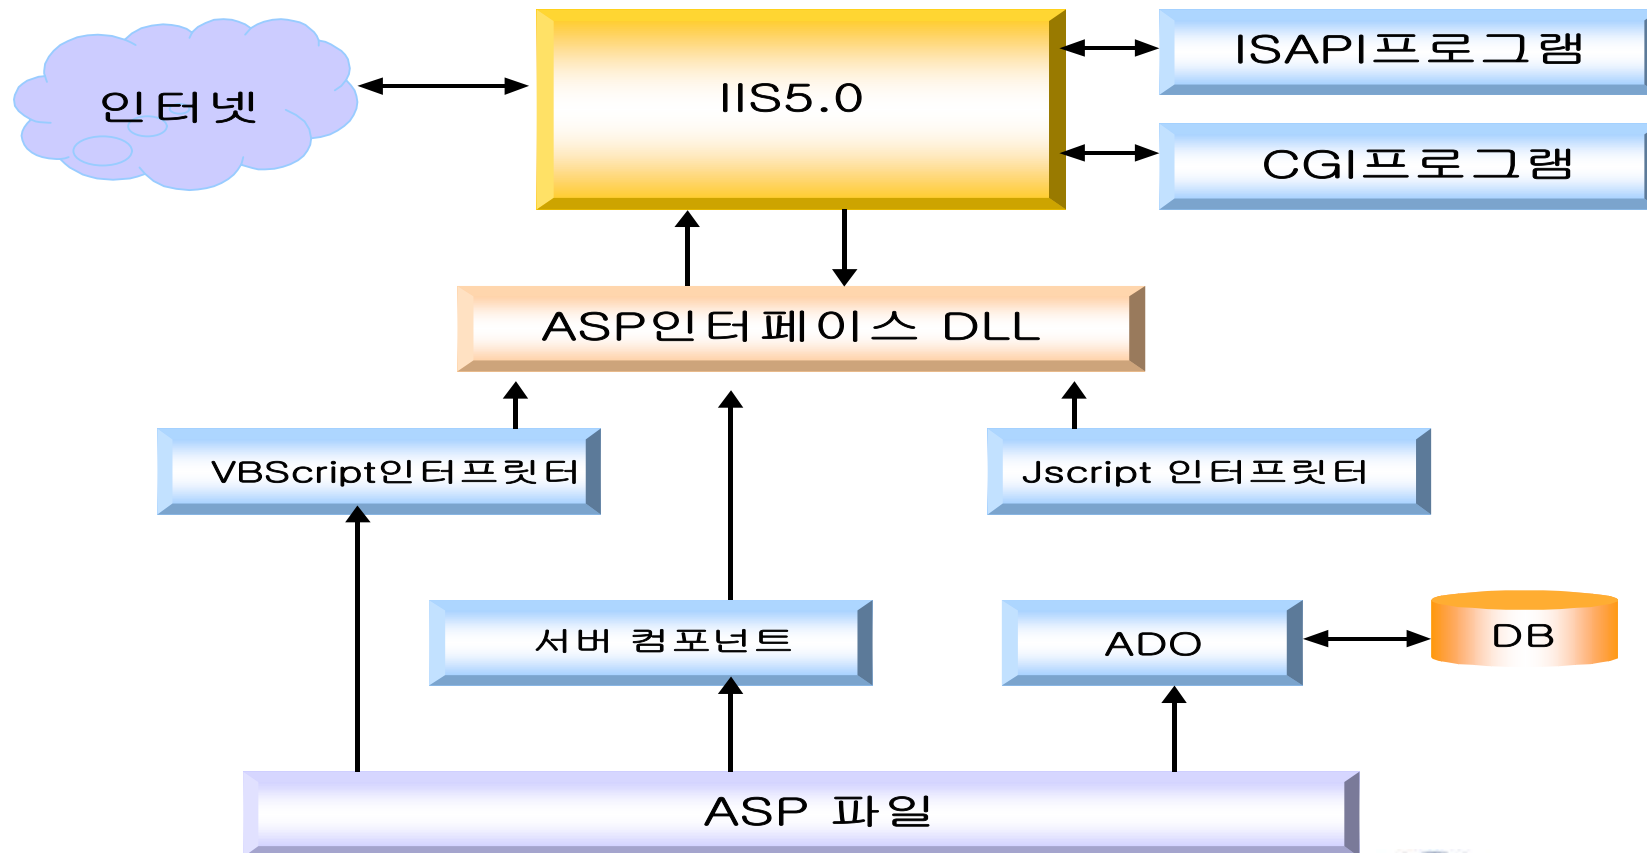 인터넷
IIS5.0
ISAPI프로그램
CGI프로그램
ASP인터페이스 DLL
VBScript인터프릿터
Jscript 인터프릿터
서버 컴포넌트
ADO
DB
ASP 파일